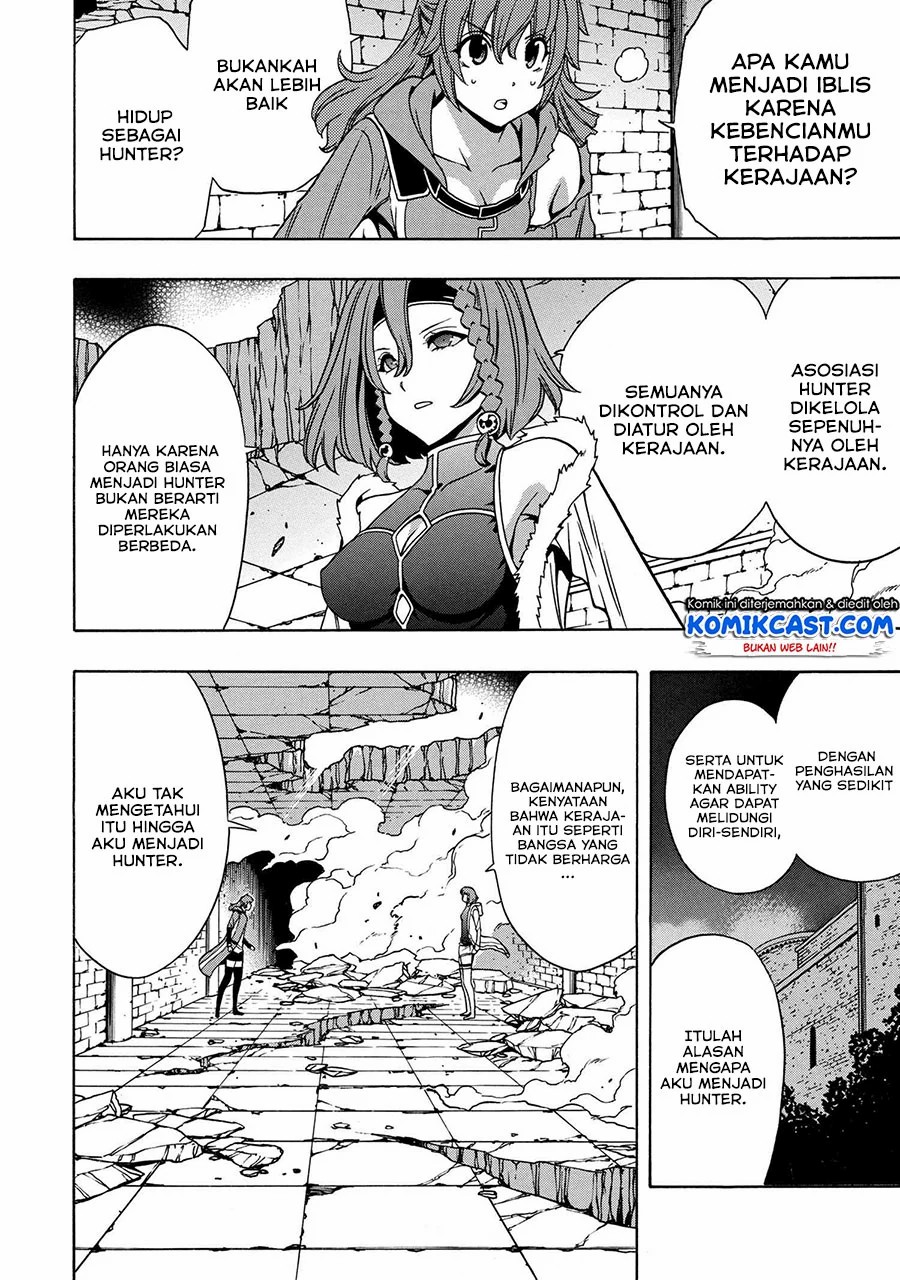 APA KAMU
MENJADI IBLIS
KARENA
KEBENCIANMU
TERHADAP
KERAJAAN?
BUKANKAH
AKAN LEBIH
BAIK
HIDUP
SEBAGAI
HUNTER?
ASOSIASI
HUNTER
DIKELOLA
SEPENUH-
NYA OLEH
KERAJAAN.
SEMUANYA
DIKONTROL DAN
DIATUR OLEH
KERAJAAN.
HANYA KARENA
ORANG BIASA
MENJADI HUNTER
BUKAN BERARTI
MEREKA
DIPERLAKUKAN
BERBEDA.
Komik ini diterjemahkan & diedit oleh
KOMIKCAST.COM
BUKAN WEB LAIN!!
DENGAN
PENGHASILAN
YANG SEDIKIT
SERTA UNTUK
MENDAPAT-
KAN ABILITY
AGAR DAPAT
MELIDUNGI
DIRI-SENDIRI,
ITULAH
ALASAN
MENGAPA
AKU MENJADI
HUNTER.
BAGAIMANAPUN,
KENYATAAN
BAHWA KERAJA-
AN ITU SEPERTI
BANGSA YANG
TIDAK BERHARGA
...
AKU TAK
MENGETAHUI
ITU HINGGA
AKU MENJADI
HUNTER.